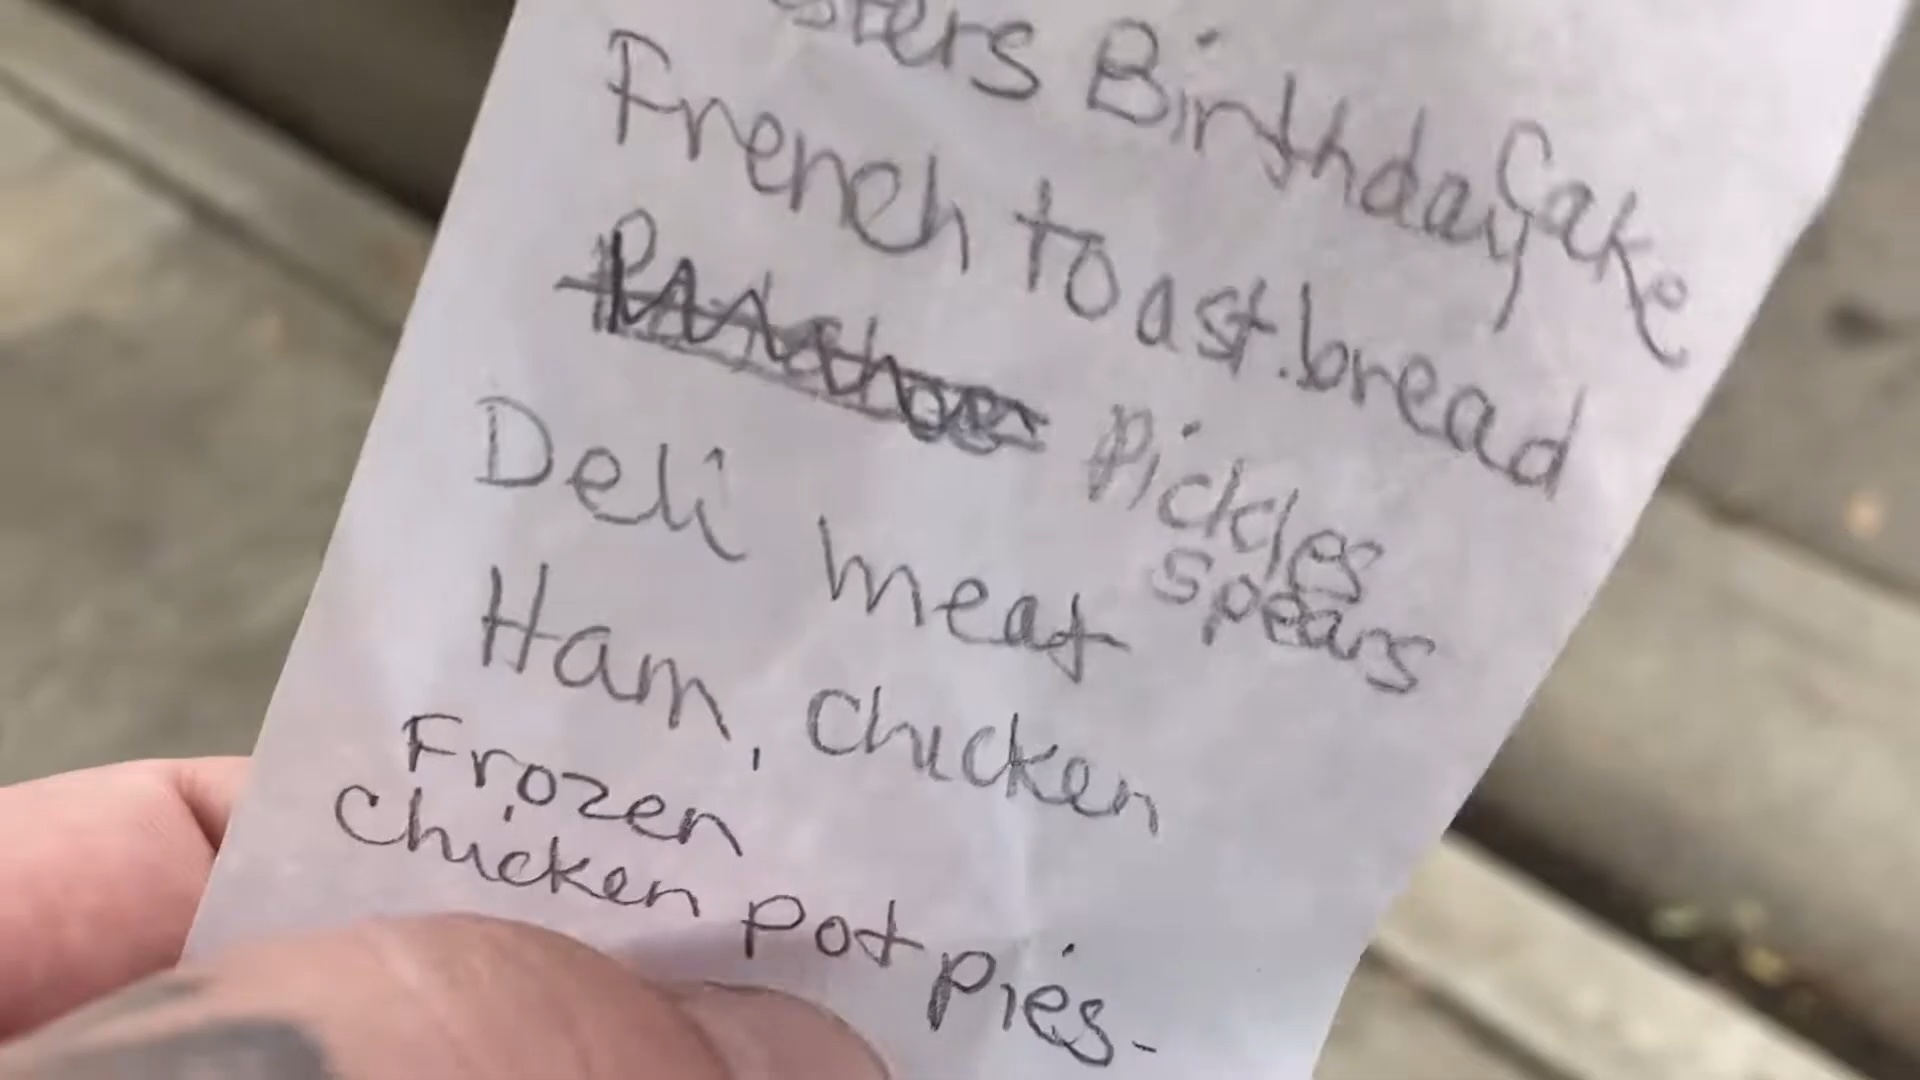 Birthday Cake
French toast. bread
Pickles
spears
Deli meat
Ham, chicken
Frozen
chicken pot pies-